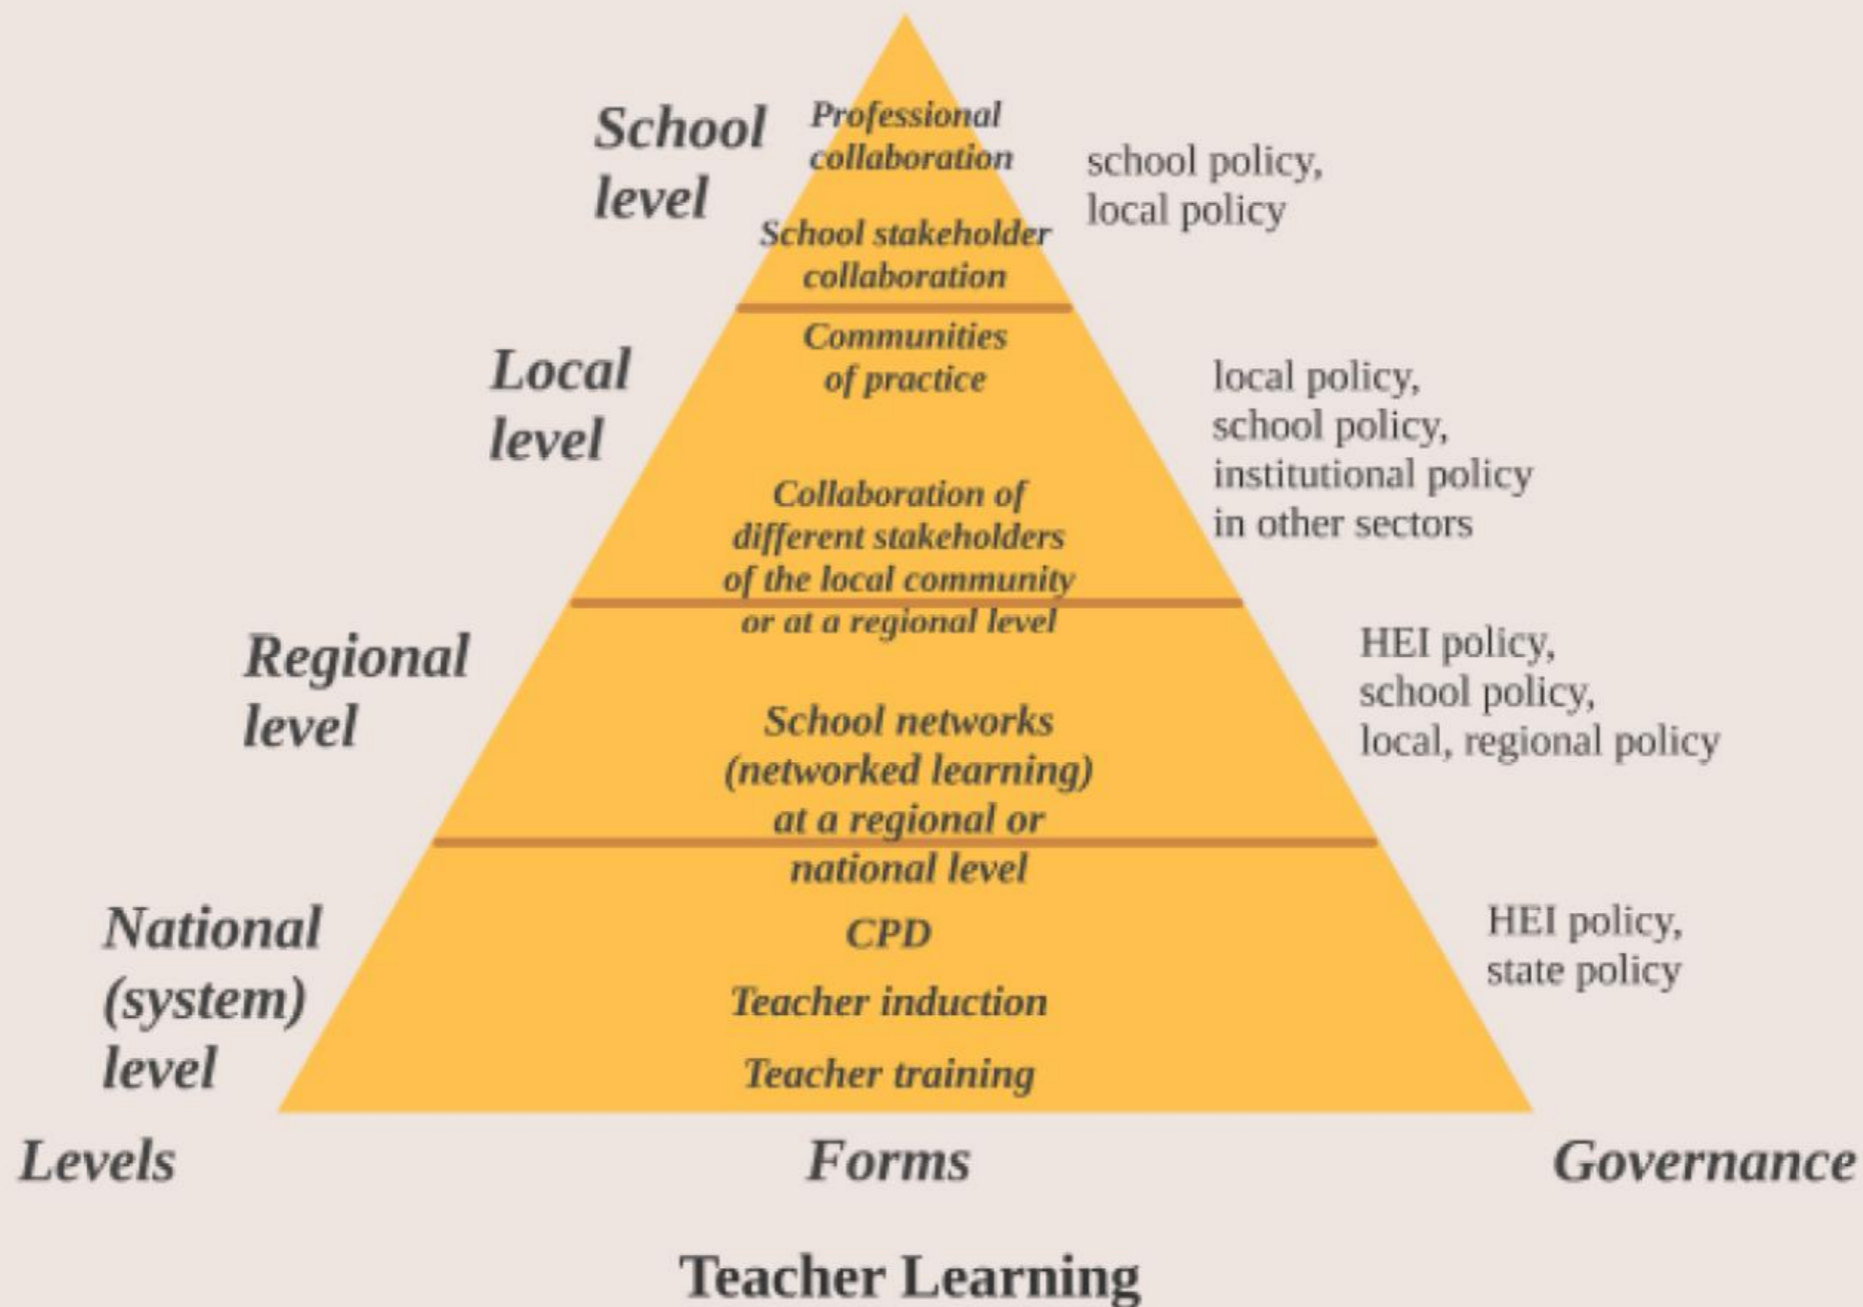 School
level
Professional
collaboration
School stakeholder
collaboration
school policy,
local policy
Local
level
Communities
of practice
Collaboration of
different stakeholders
of the local community
or at a regional level
local policy,
school policy,
institutional policy
in other sectors
Regional
level
School networks
(networked learning)
at a regional or
national level
HEI policy,
school policy,
local, regional policy
National
(system)
level
CPD
Teacher induction
Teacher training
HEI policy,
state policy
Levels
Forms
Governance
Teacher Learning